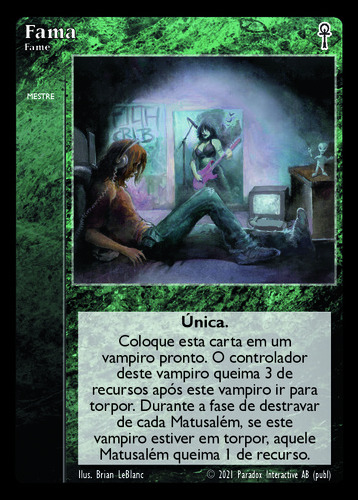 Fama
Fame
MESTRE
FILTH
CRIB
Única.
Coloque esta carta em um
vampiro pronto. O controlador
deste vampiro queima 3 de
recursos após este vampiro ir para
torpor. Durante a fase de destravar
de cada Matusalém, se este
vampiro estiver em torpor, aquele
Matusalém queima 1 de recurso.
Ilus. Brian LeBlanc
© 2021 Paradox Interactive AB (publ)